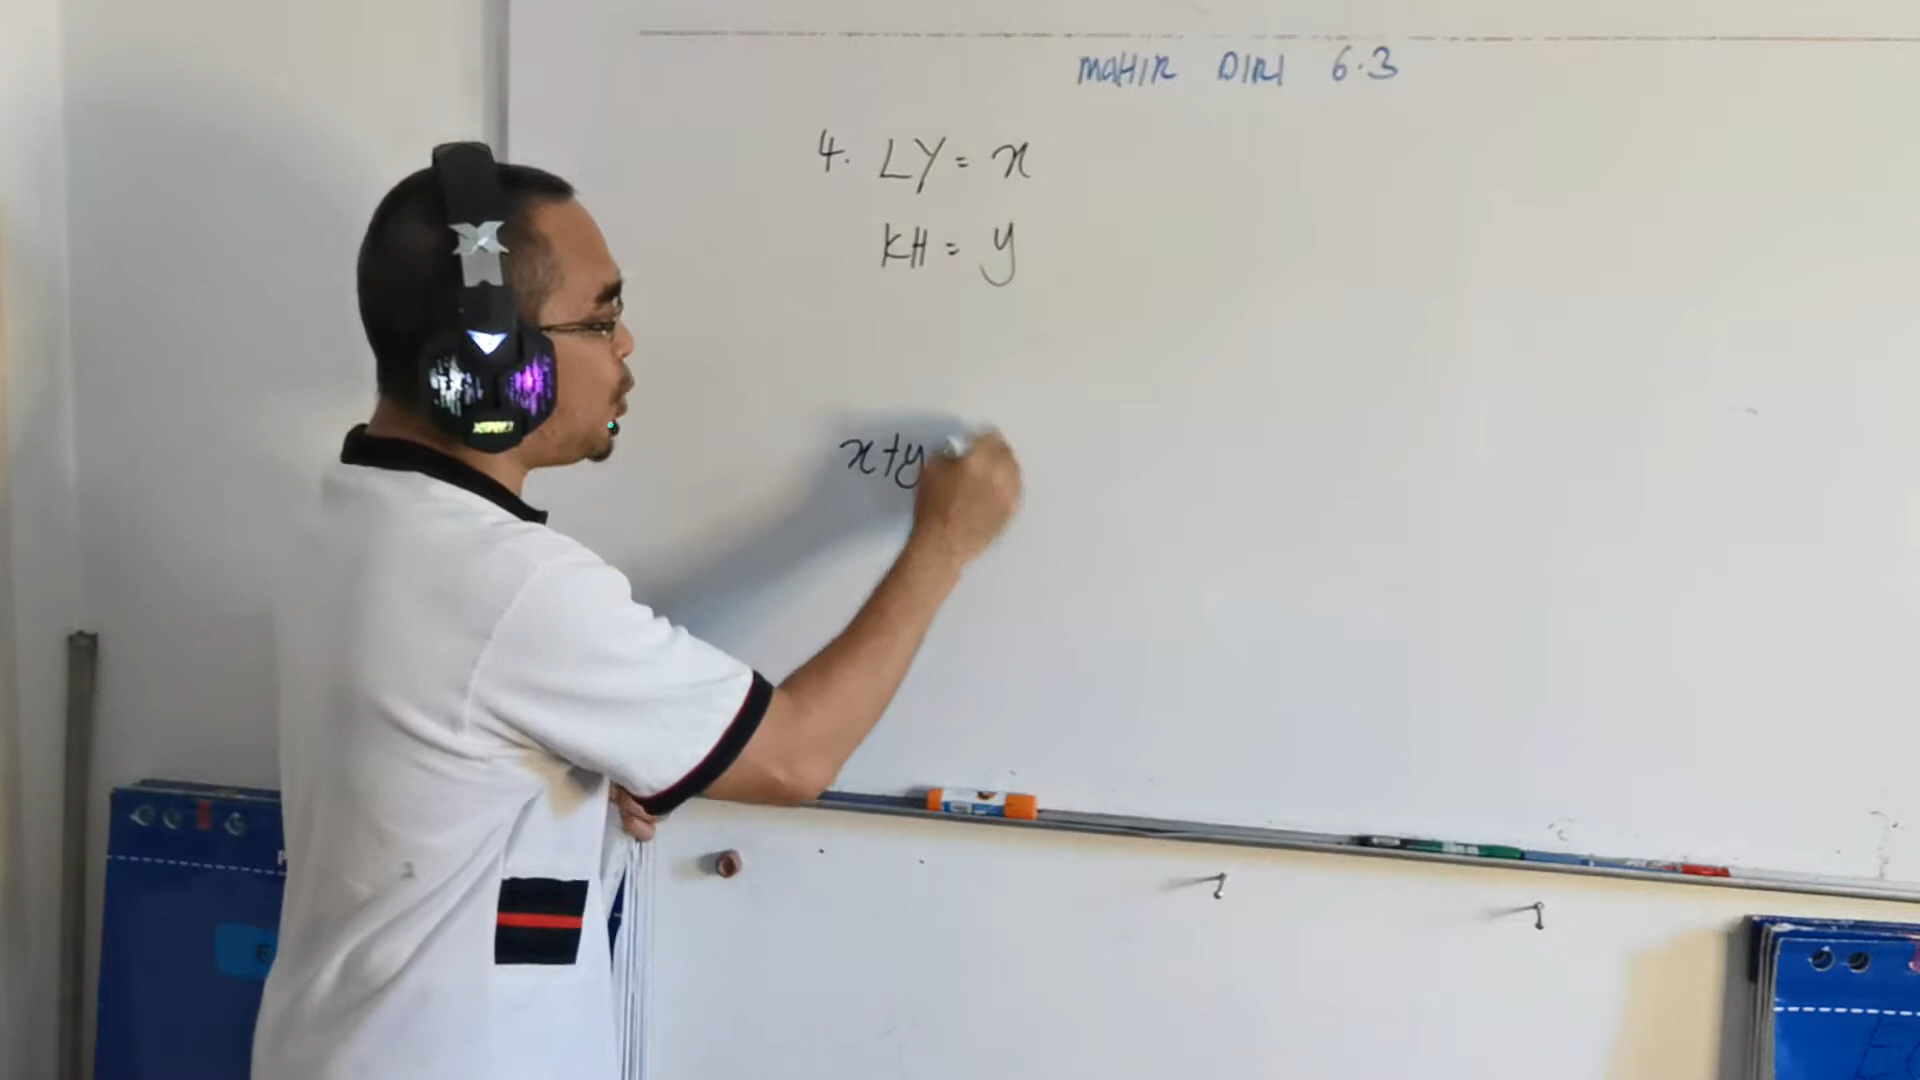 MAHIR DIRI 6.3
4. LY = x
KH = y
x+y